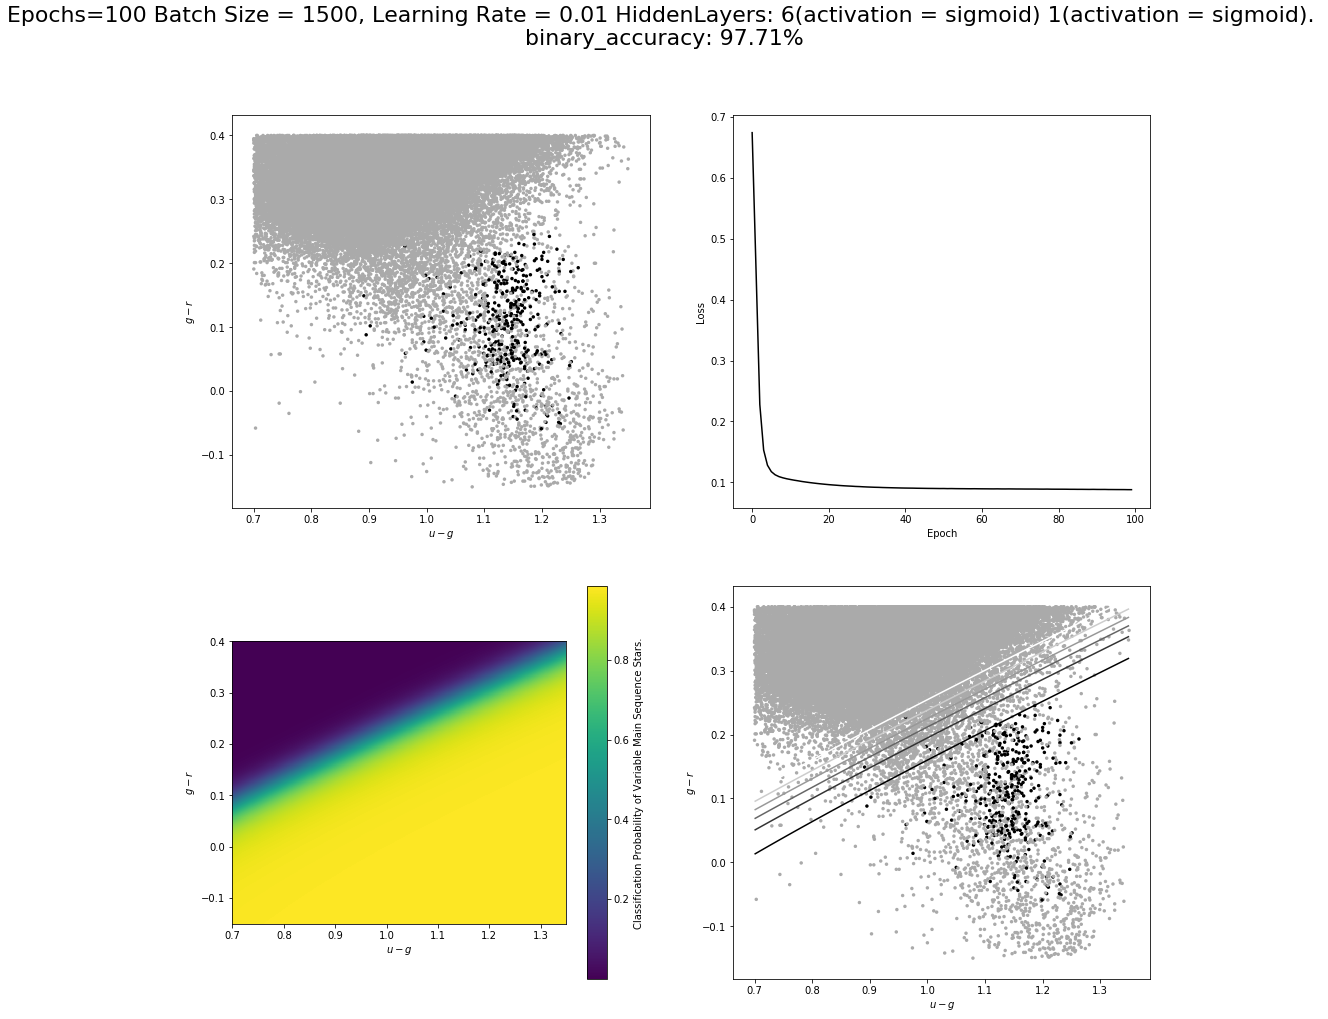 Epochs=100 Batch Size = 1500, Learning Rate = 0.01 HiddenLayers: 6(activation = sigmoid) 1(activation = sigmoid).
binary_accuracy: 97.71%
0.4
0.3
0.2
0.1
0.0
−0.1
g − r
0.7 0.8 0.9 1.0 1.1 1.2 1.3
u − g
0.7
0.6
0.5
0.4
0.3
0.2
0.1
Loss
0 20 40 60 80 100
Epoch
0.4
0.3
0.2
0.1
0.0
−0.1
g − r
0.7 0.8 0.9 1.0 1.1 1.2 1.3
u − g
0.8
0.6
0.4
0.2
Classification Probability of Variable Main Sequence Stars.
0.4
0.3
0.2
0.1
0.0
−0.1
g − r
0.7 0.8 0.9 1.0 1.1 1.2 1.3
u − g